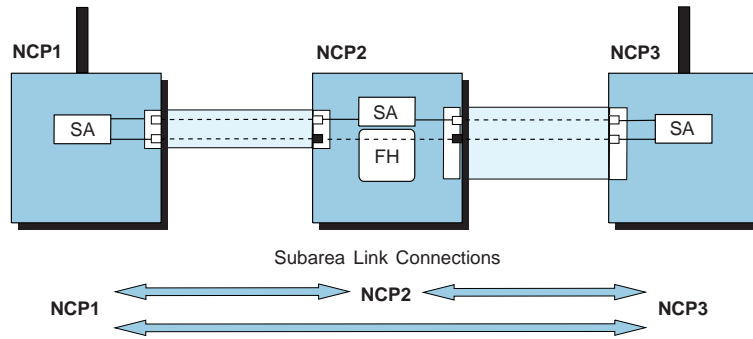 NCP1 NCP2 NCP3
SA SA SA
FH
Subarea Link Connections
NCP1 NCP2 NCP3